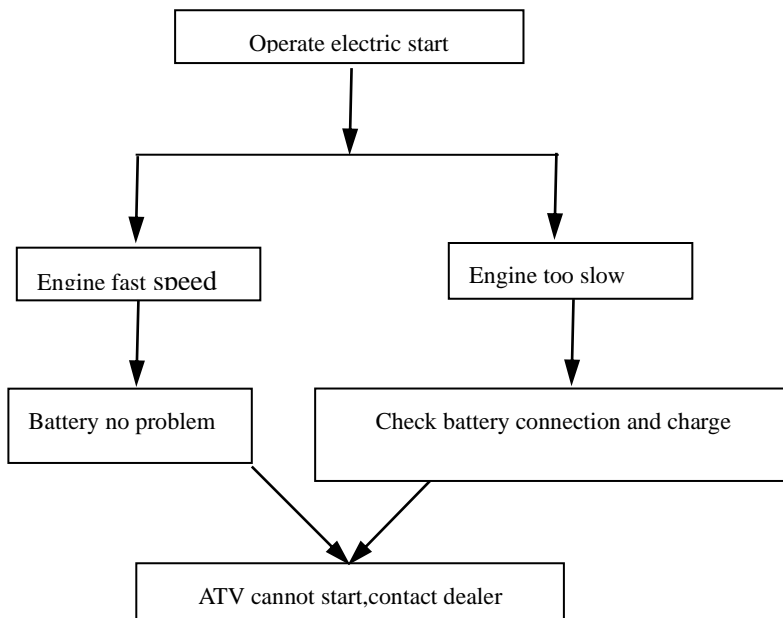 Operate electric start
Engine fast speed
Engine too slow
Battery no problem
Check battery connection and charge
ATV cannot start,contact dealer